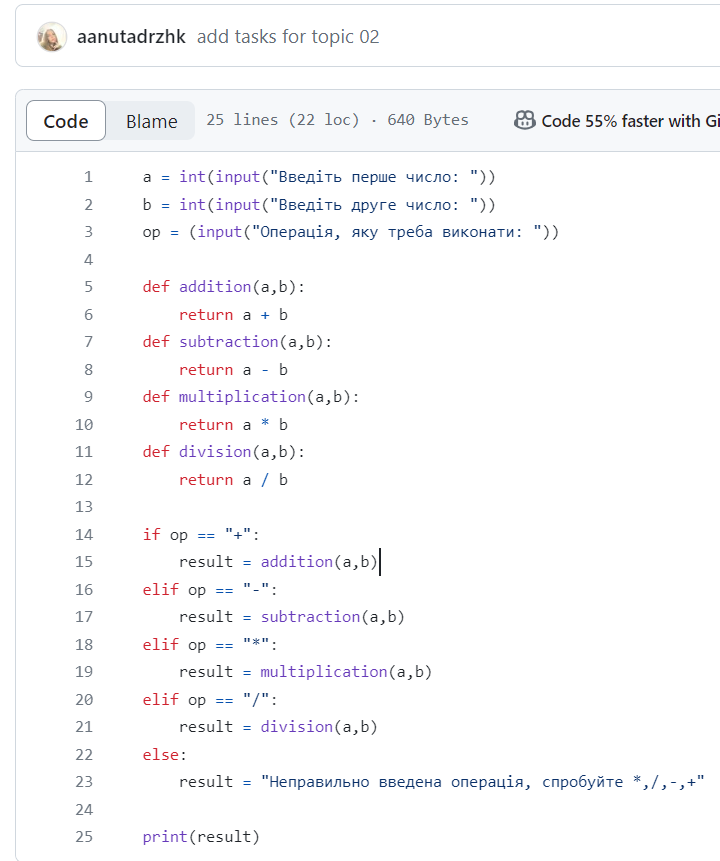 aanutadrzhk add tasks for topic 02
Code Blame 25 lines (22 loc) · 640 Bytes Code 55% faster with Gi
1 a = int(input("Введіть перше число: "))
2 b = int(input("Введіть друге число: "))
3 op = (input("Операція, яку треба виконати: "))
4
5 def addition(a,b):
6     return a + b
7 def subtraction(a,b):
8     return a - b
9 def multiplication(a,b):
10     return a * b
11 def division(a,b):
12     return a / b
13
14 if op == "+":
15     result = addition(a,b)
16 elif op == "-":
17     result = subtraction(a,b)
18 elif op == "*":
19     result = multiplication(a,b)
20 elif op == "/":
21     result = division(a,b)
22 else:
23     result = "Неправильно введена операція, спробуйте *,/,-,+"
24
25 print(result)